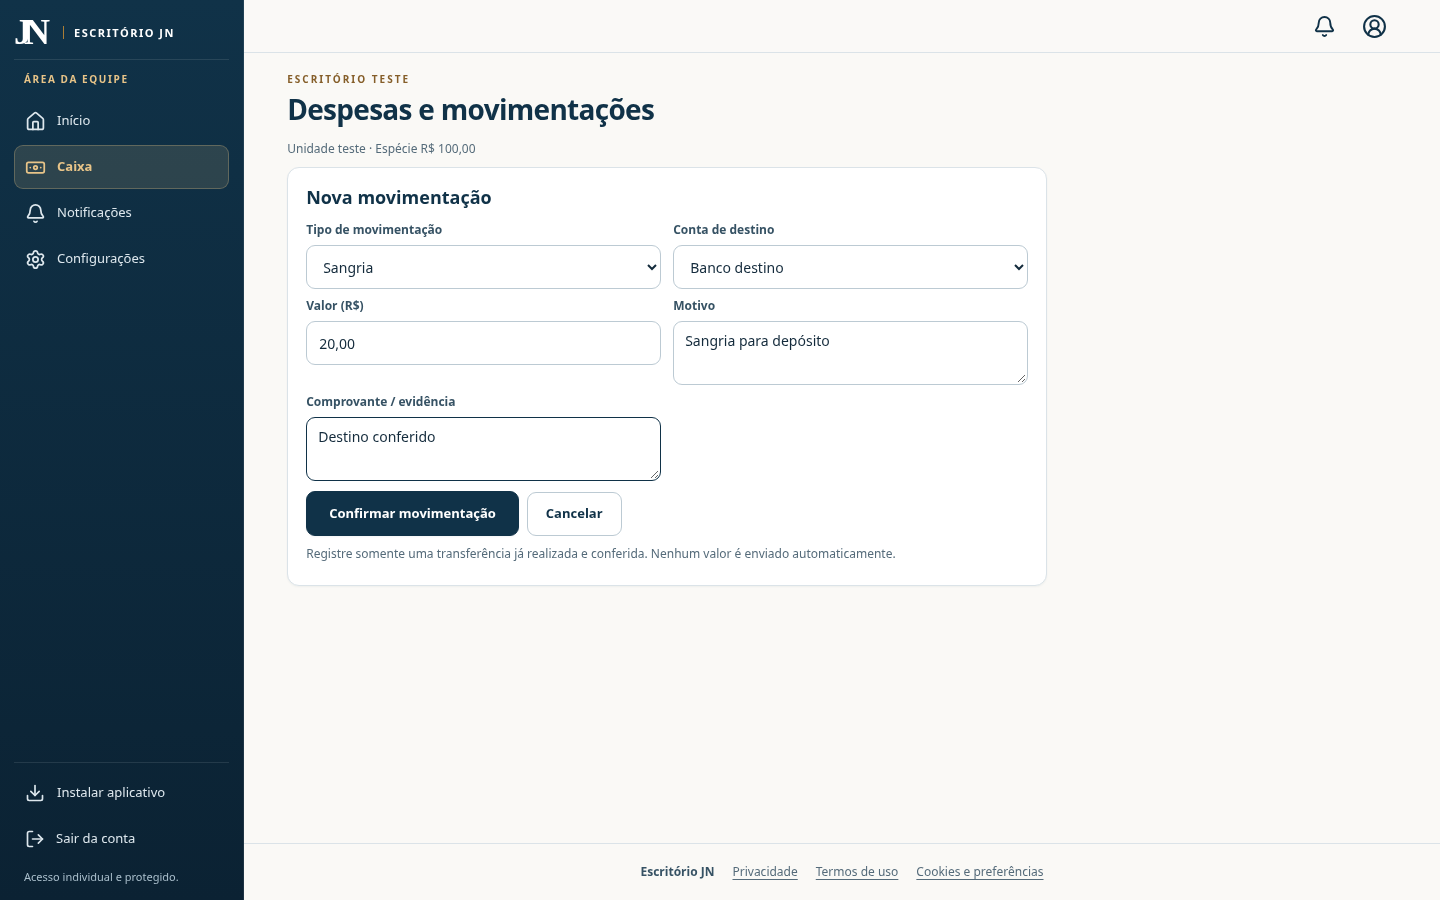 JN
ESCRITÓRIO JN
ÁREA DA EQUIPE
Início
Caixa
Notificações
Configurações
Instalar aplicativo
Sair da conta
Acesso individual e protegido.
ESCRITÓRIO TESTE
Despesas e movimentações
Unidade teste · Espécie R$ 100,00
Nova movimentação
Tipo de movimentação
Sangria
Conta de destino
Banco destino
Valor (R$)
20,00
Motivo
Sangria para depósito
Comprovante / evidência
Destino conferido
Confirmar movimentação
Cancelar
Registre somente uma transferência já realizada e conferida. Nenhum valor é enviado automaticamente.
Escritório JN Privacidade Termos de uso Cookies e preferências